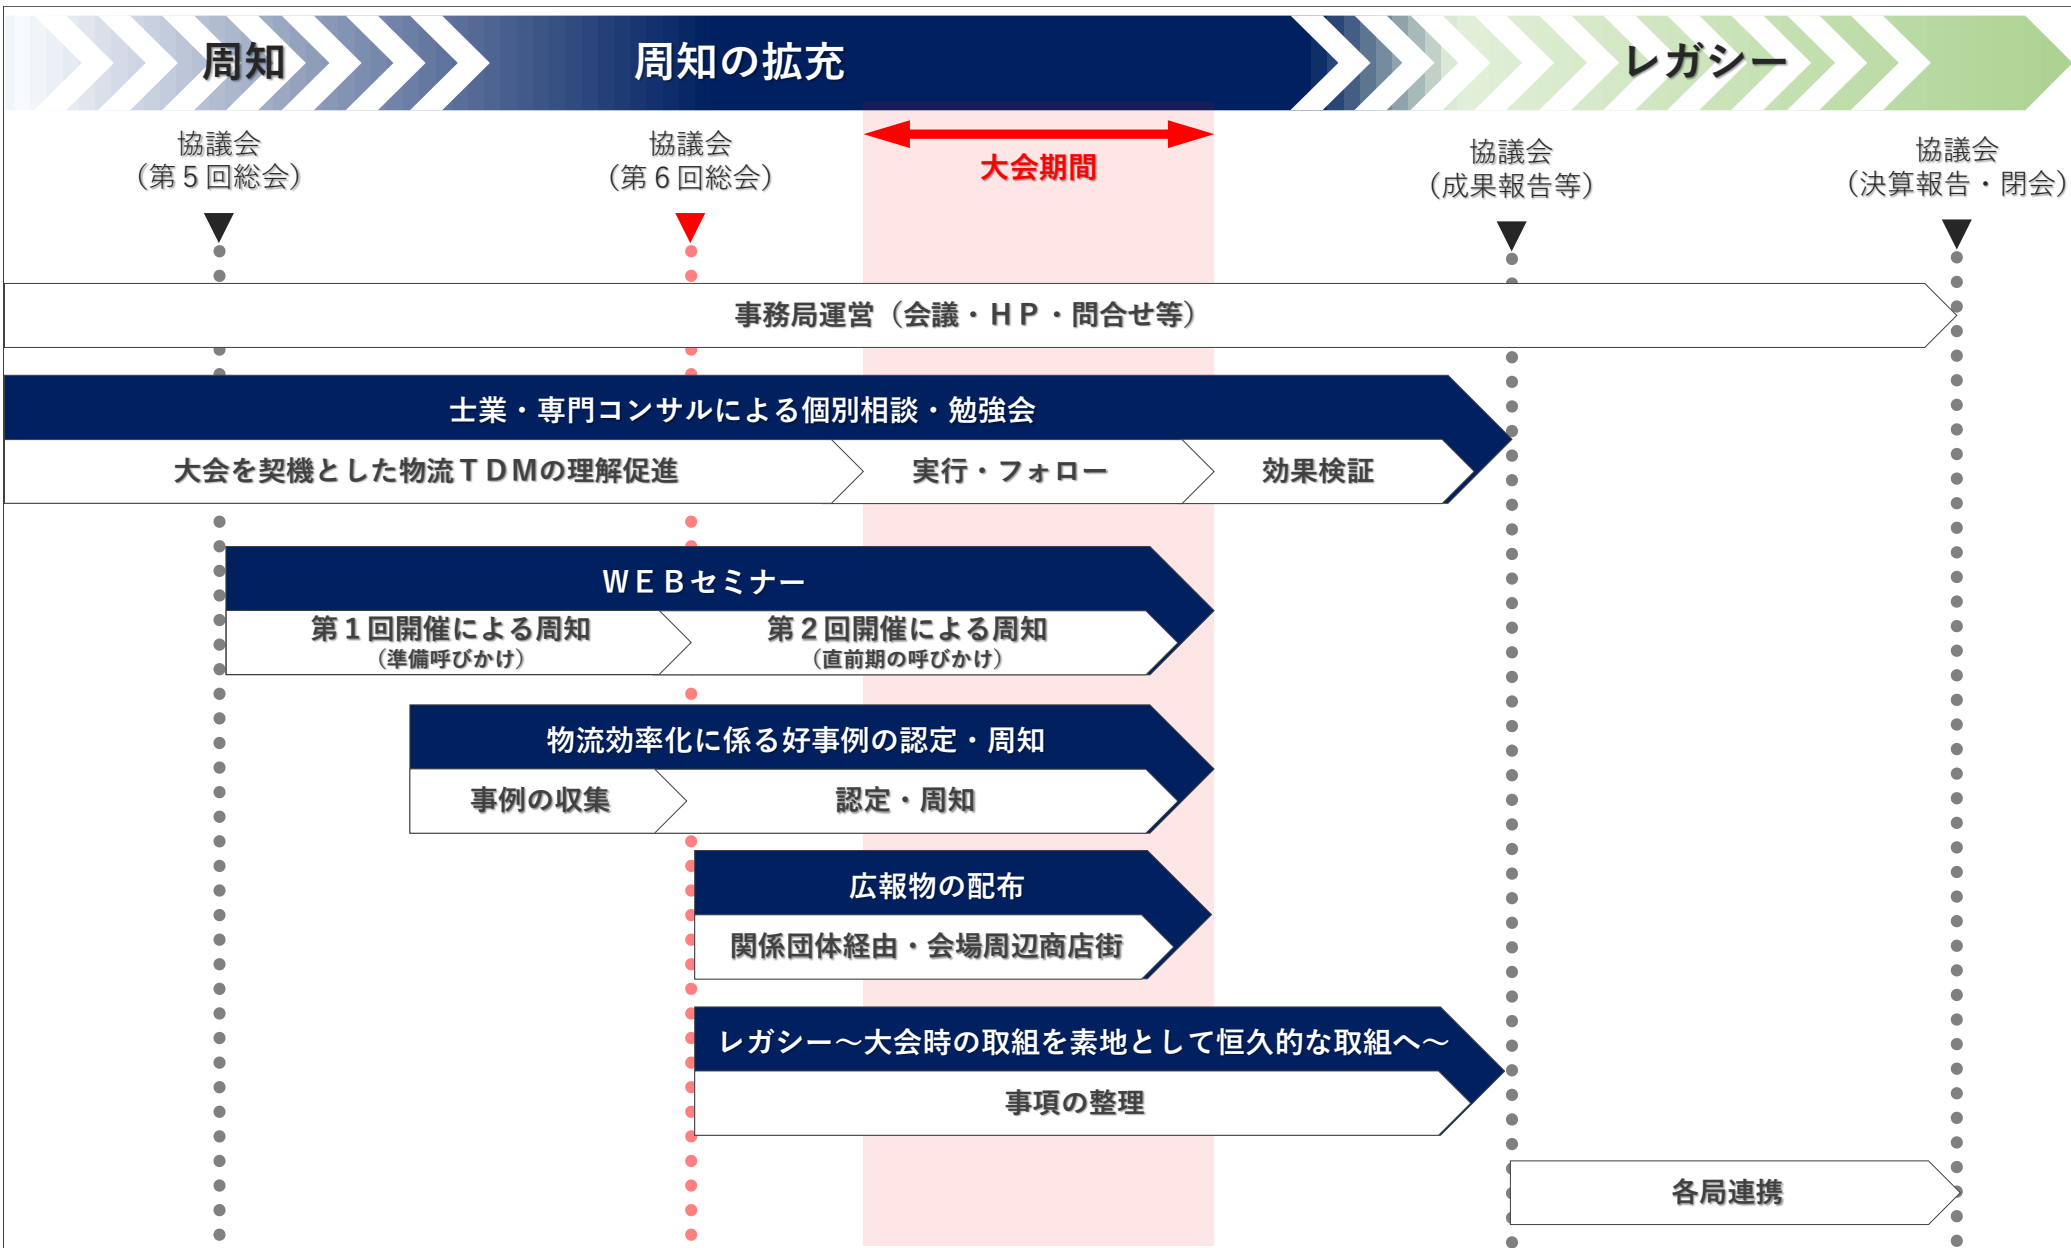 周知
周知の拡充
レガシー
協議会
（第５回総会）
協議会
（第６回総会）
大会期間
協議会
（成果報告等）
協議会
（決算報告・閉会）
事務局運営（会議・ＨＰ・問合せ等）
士業・専門コンサルによる個別相談・勉強会
大会を契機とした物流ＴＤＭの理解促進
実行・フォロー
効果検証
ＷＥＢセミナー
第１回開催による周知
（準備呼びかけ）
第２回開催による周知
（直前期の呼びかけ）
物流効率化に係る好事例の認定・周知
事例の収集
認定・周知
広報物の配布
関係団体経由・会場周辺商店街
レガシー～大会時の取組を素地として恒久的な取組へ～
事項の整理
各局連携